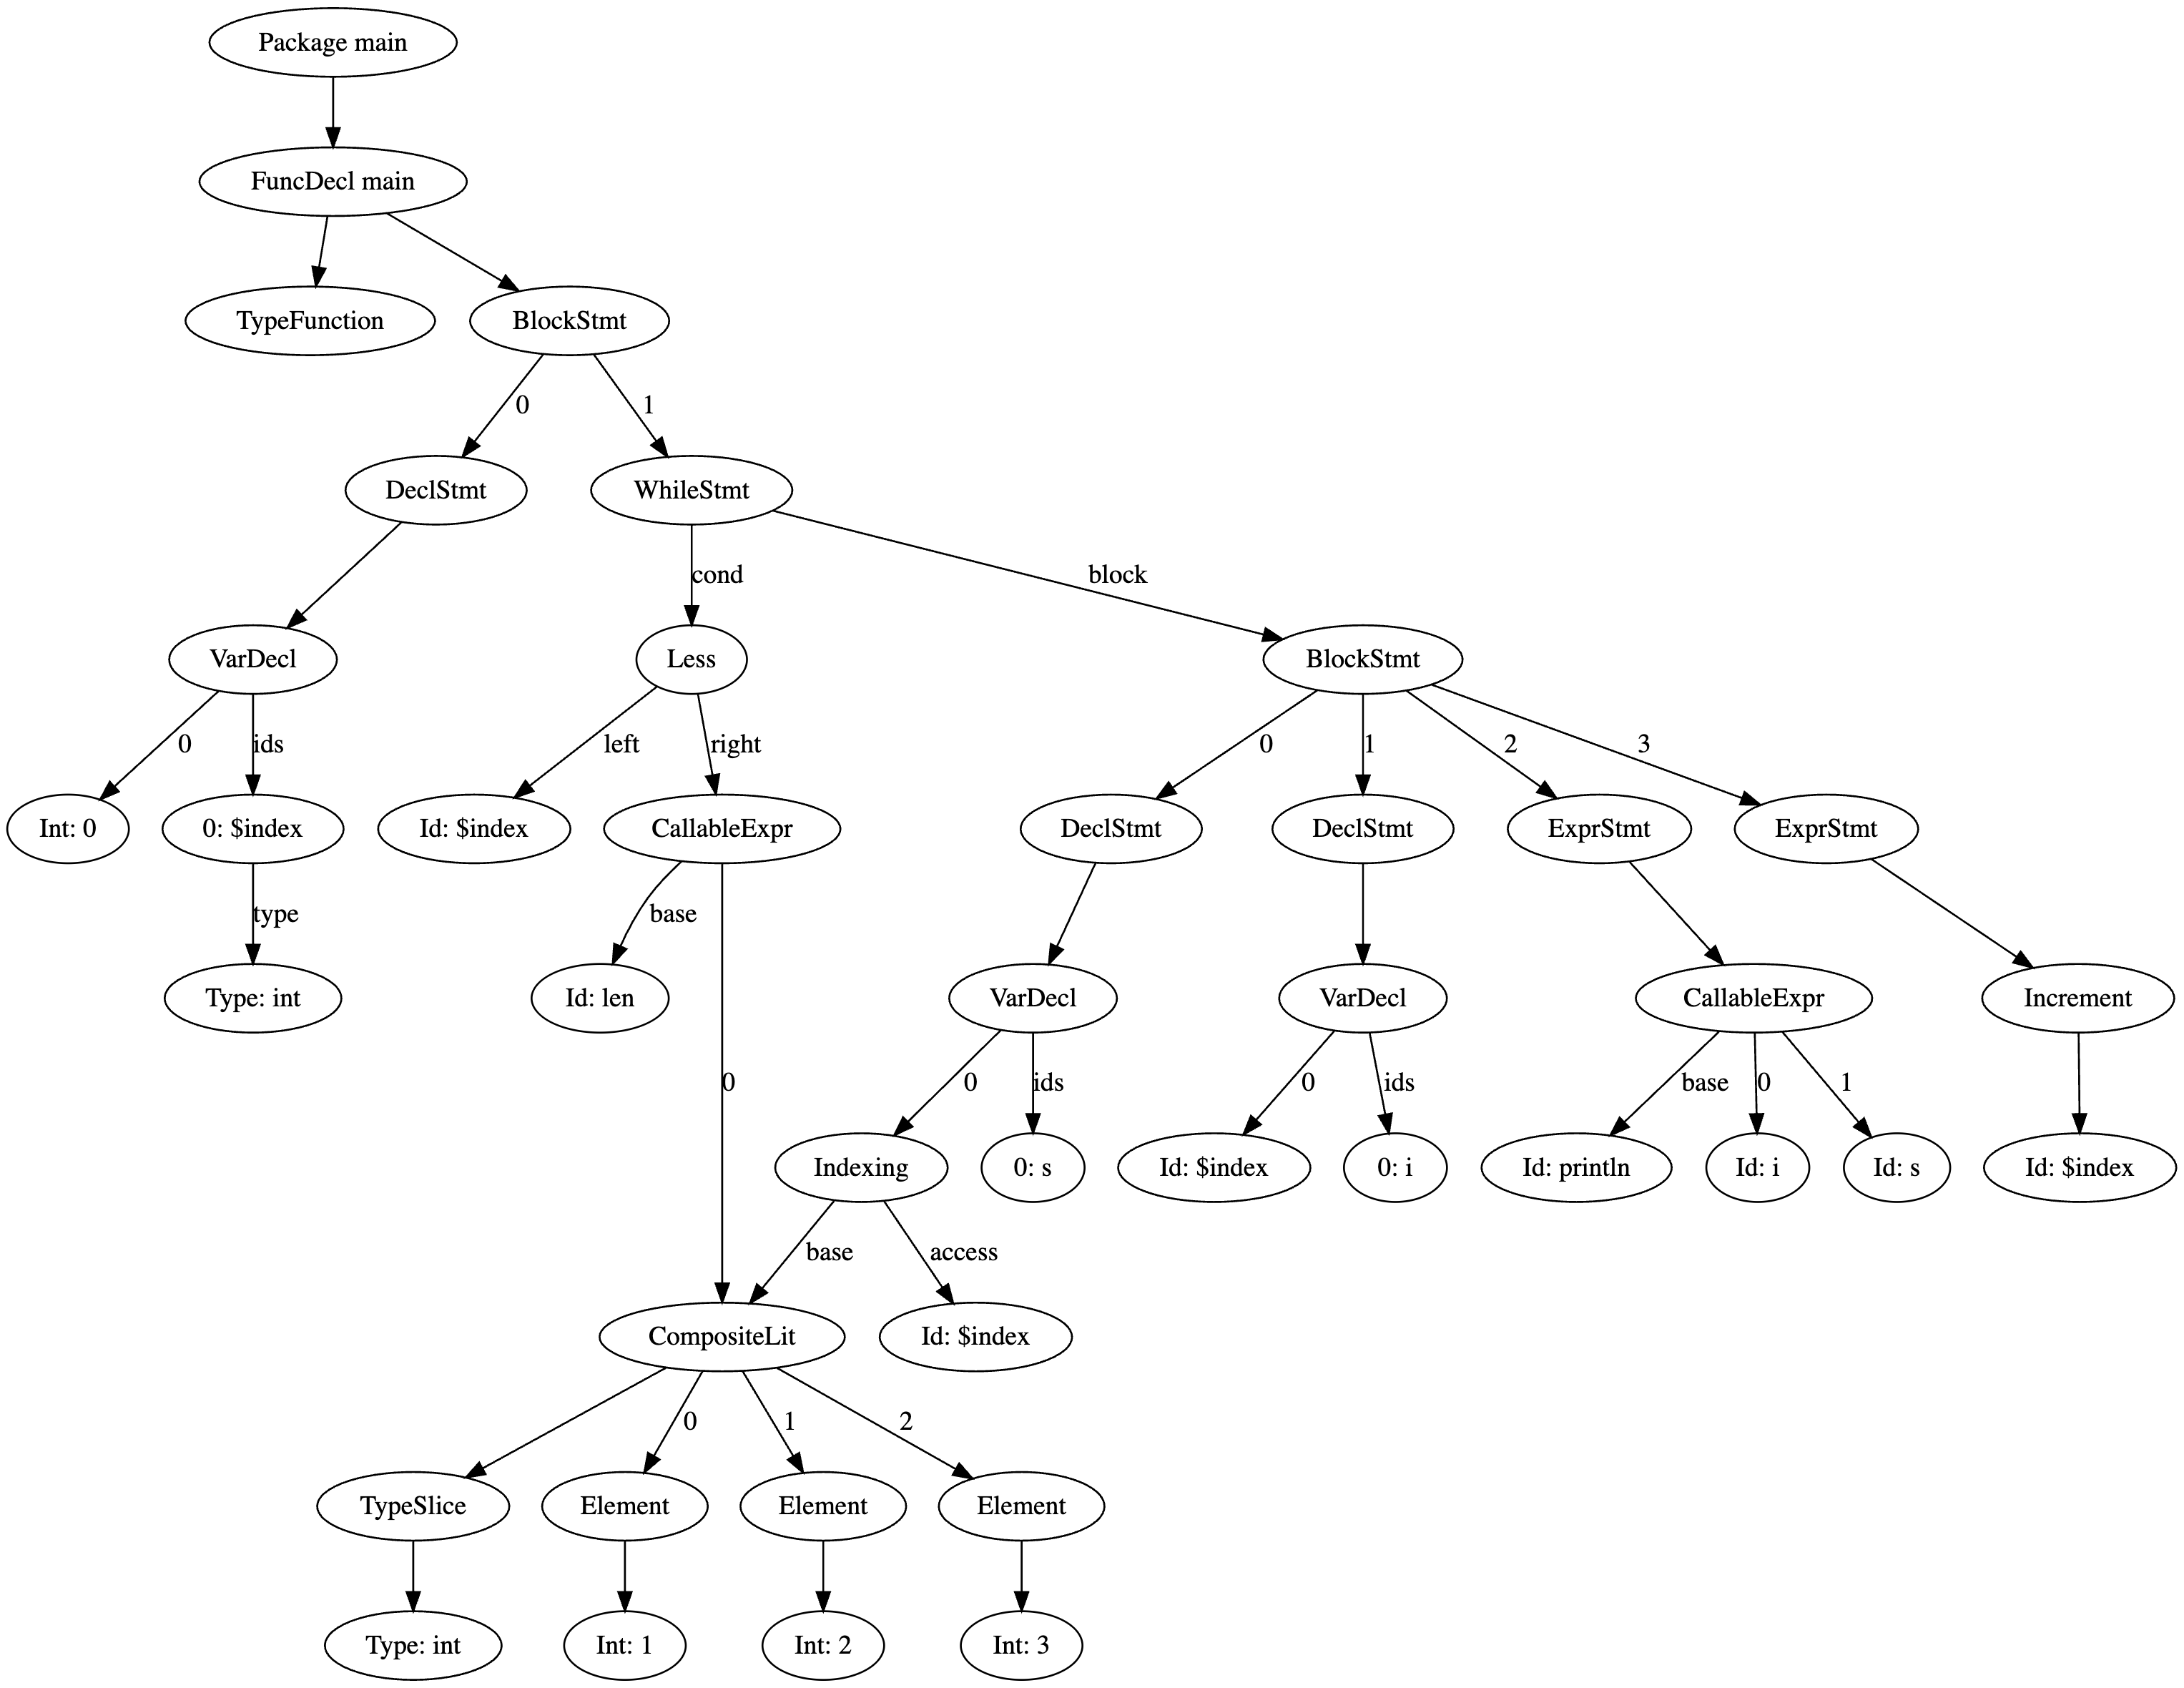 Package main
FuncDecl main
TypeFunction
BlockStmt
0
1
DeclStmt
WhileStmt
cond
block
VarDecl
Less
BlockStmt
0
ids
left
right
0
1
2
3
Int: 0
0: $index
Id: $index
CallableExpr
DeclStmt
DeclStmt
ExprStmt
ExprStmt
type
base
Type: int
Id: len
VarDecl
VarDecl
CallableExpr
Increment
0
0
ids
0
ids
base
0
1
Indexing
0: s
Id: $index
0: i
Id: println
Id: i
Id: s
Id: $index
base
access
CompositeLit
Id: $index
0
1
2
TypeSlice
Element
Element
Element
Type: int
Int: 1
Int: 2
Int: 3